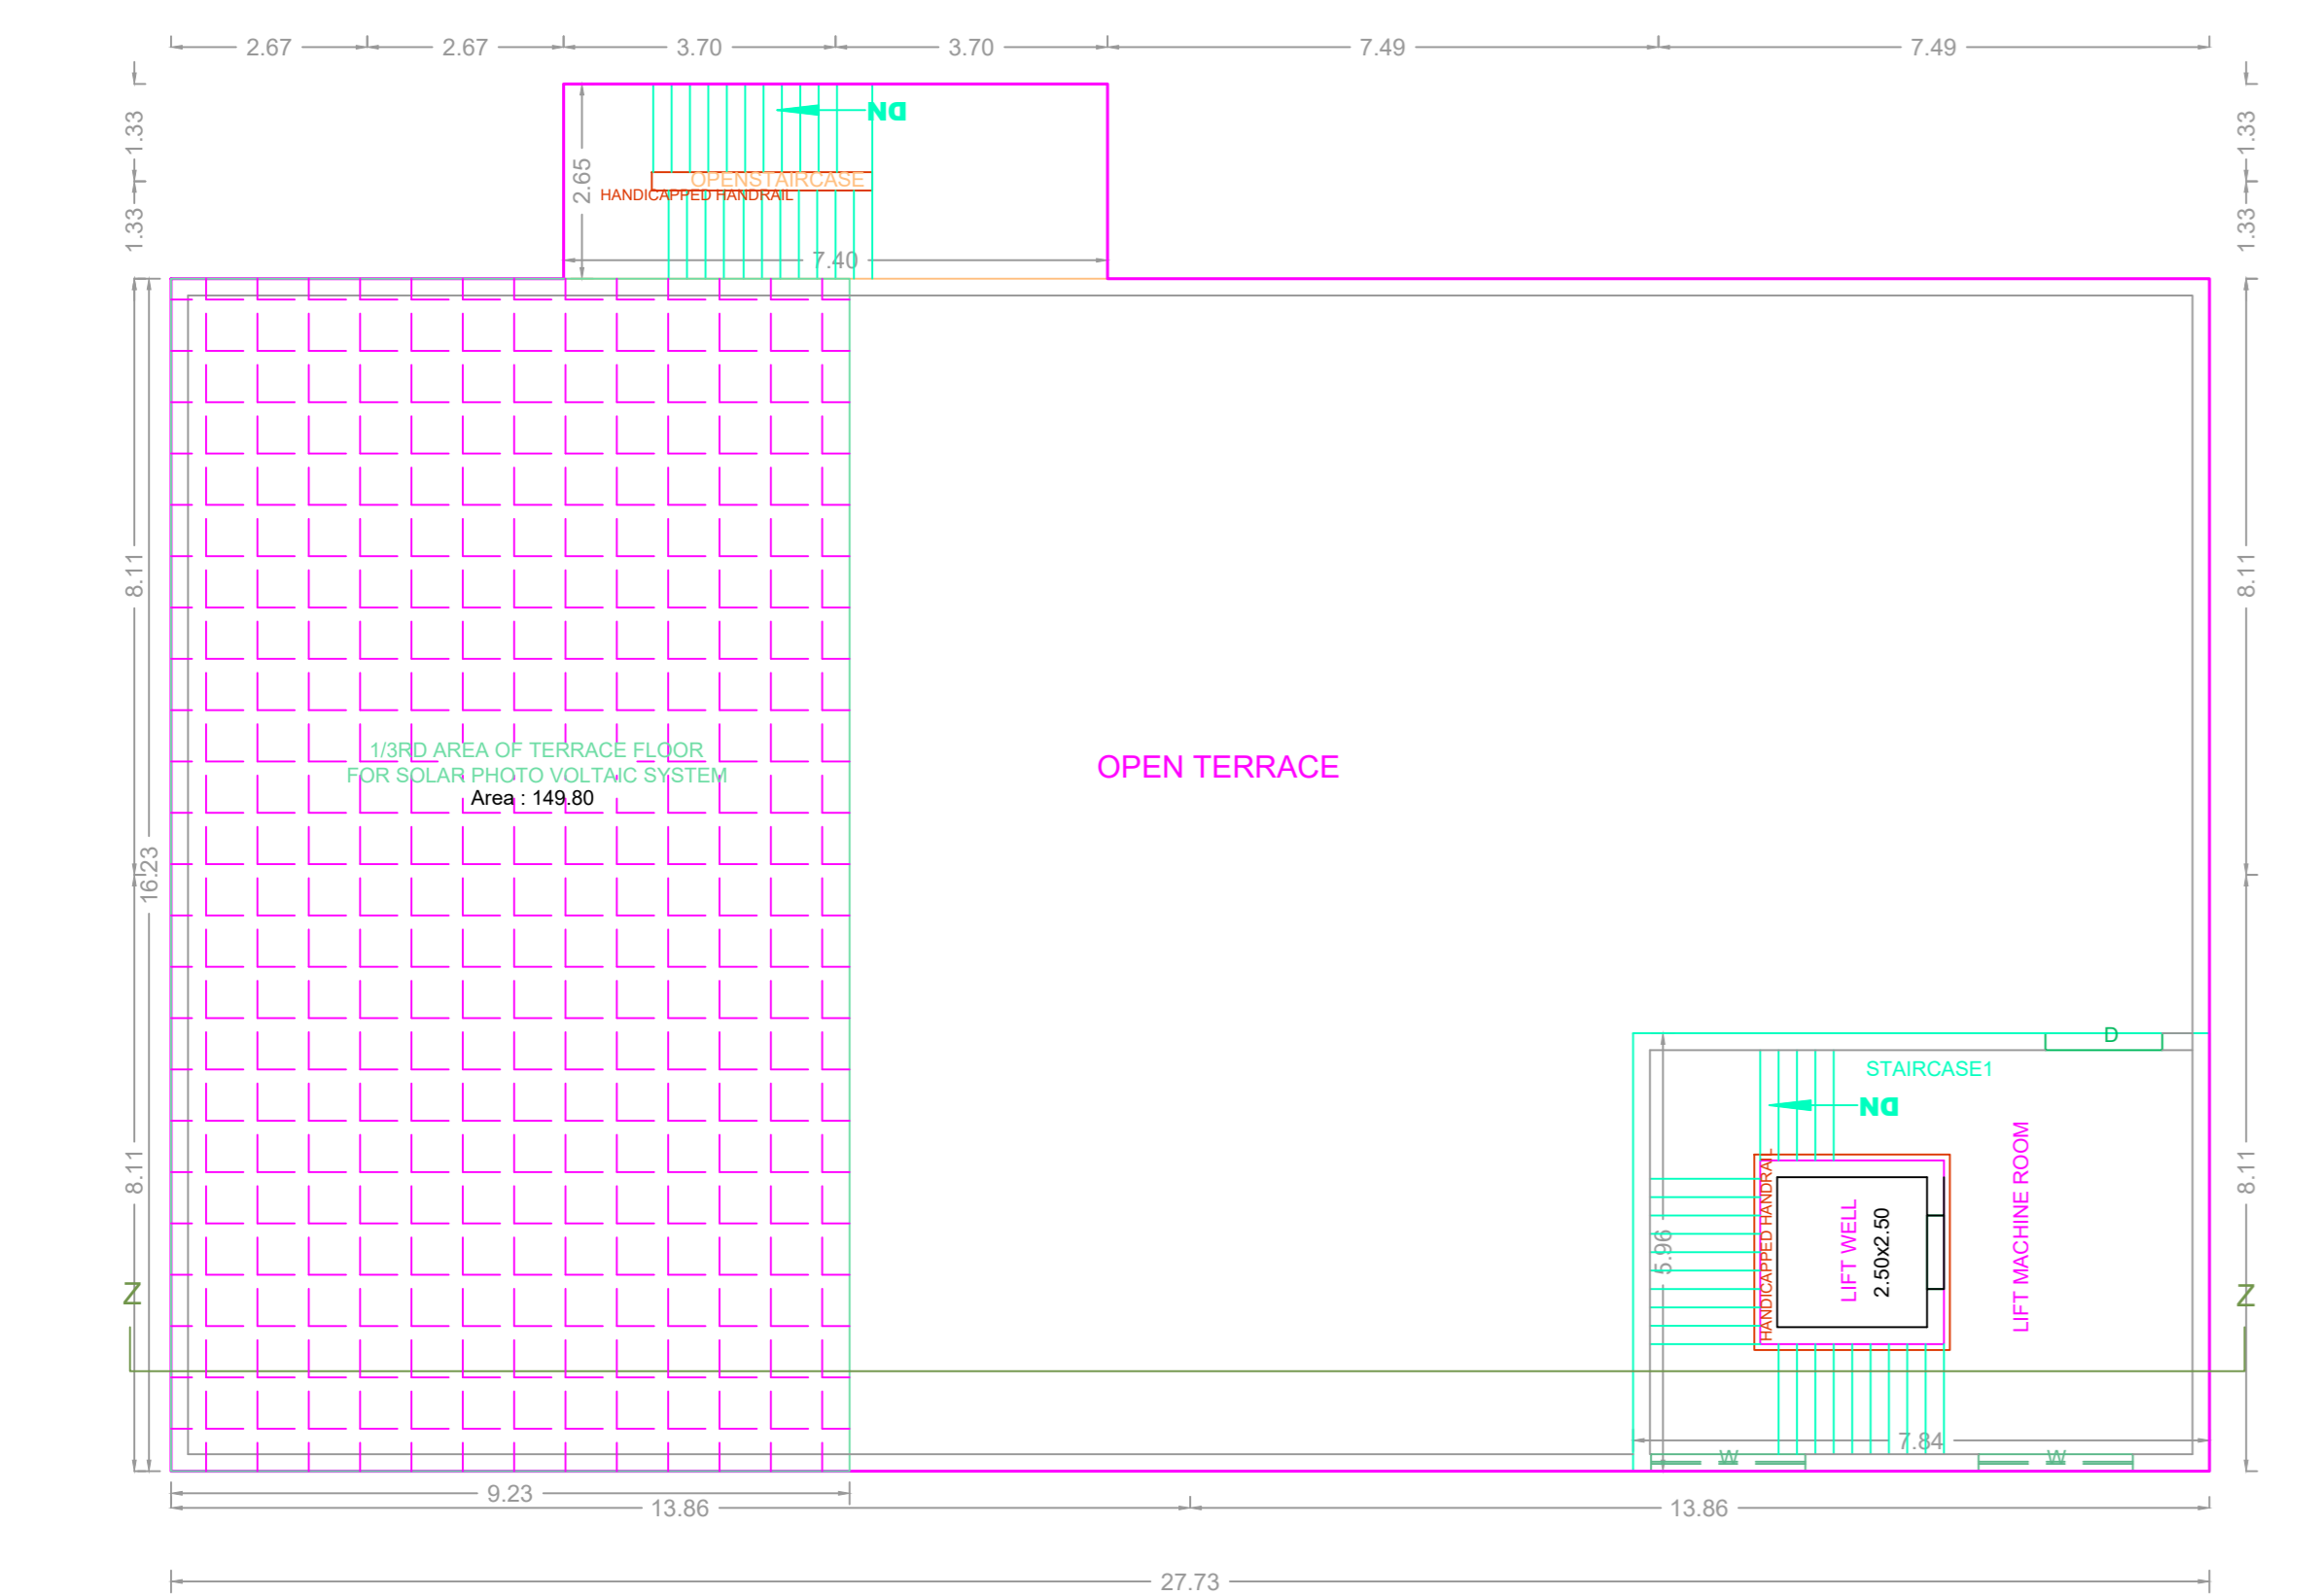 2.67
2.67
3.70
3.70
7.49
7.49
1.33
1.33
1.33
1.33
DN
OPENSTAIRCASE
HANDICAPPED HANDRAIL
2.65
7.40
8.11
8.11
16.23
8.11
8.11
1/3RD AREA OF TERRACE FLOOR
FOR SOLAR PHOTO VOLTAIC SYSTEM
Area : 149.80
OPEN TERRACE
D
STAIRCASE1
DN
HANDICAPPED HANDRAIL
LIFT WELL
2.50x2.50
LIFT MACHINE ROOM
5.96
7.84
W
W
Z
Z
9.23
13.86
13.86
27.73